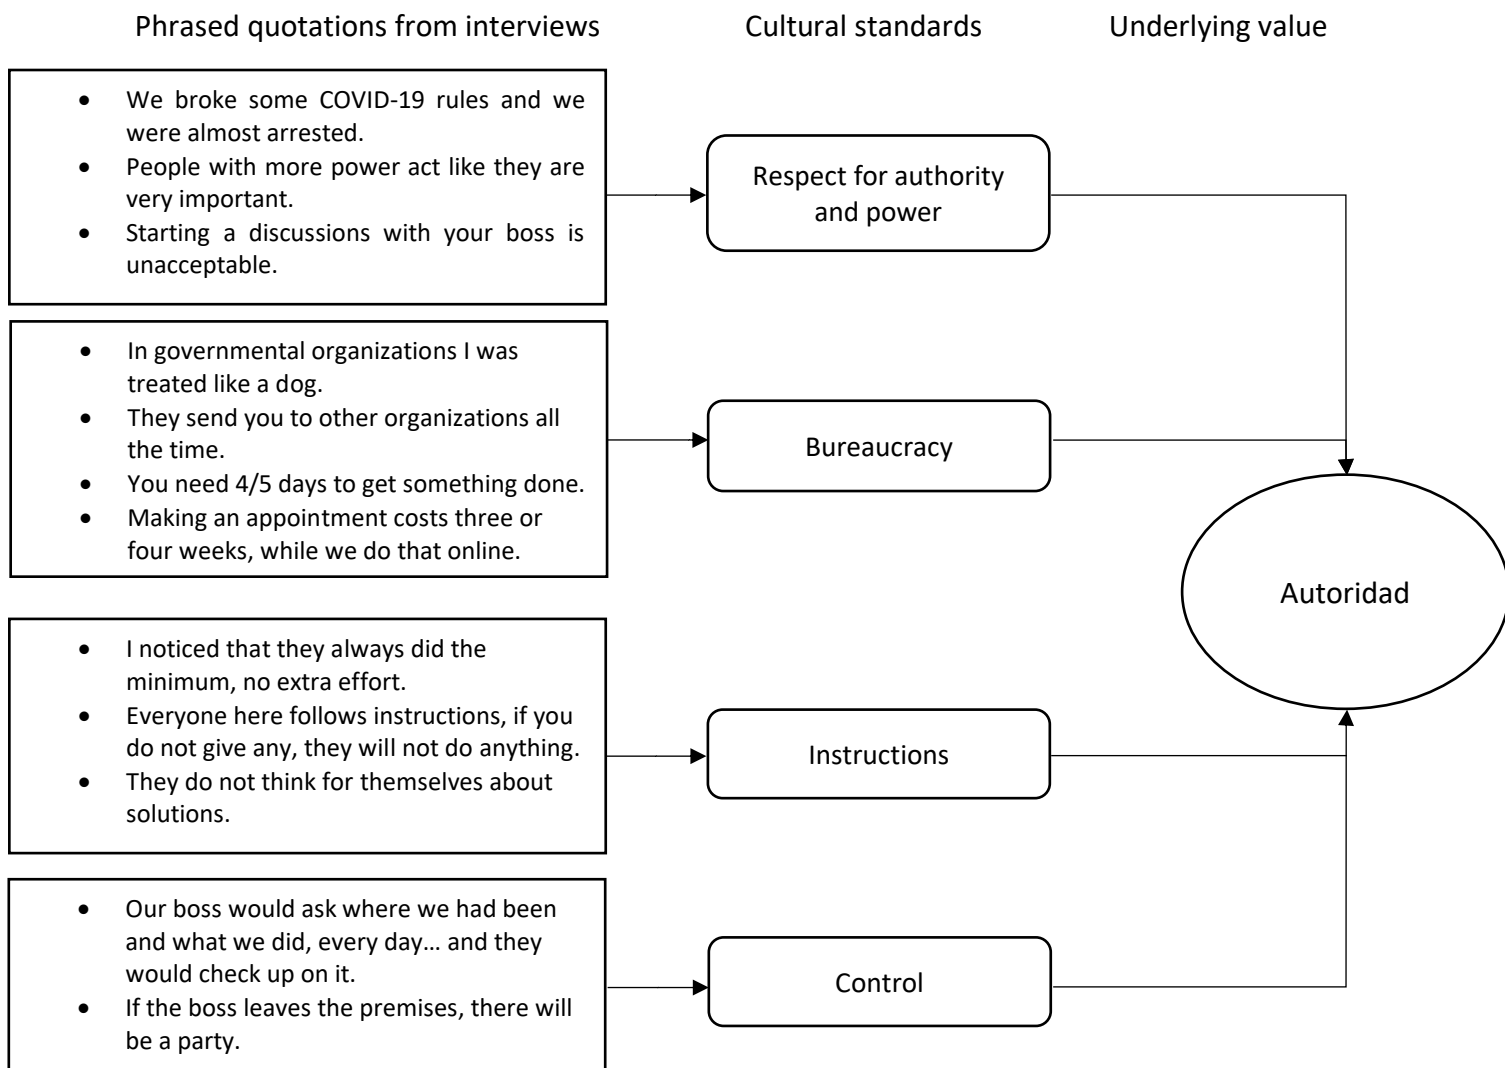 Phrased quotations from interviews
Cultural standards
Underlying value
• We broke some COVID-19 rules and we
were almost arrested.
• People with more power act like they are
very important.
• Starting a discussions with your boss is
unacceptable.
Respect for authority
and power
• In governmental organizations I was
treated like a dog.
• They send you to other organizations all
the time.
• You need 4/5 days to get something done.
• Making an appointment costs three or
four weeks, while we do that online.
Bureaucracy
Autoridad
• I noticed that they always did the
minimum, no extra effort.
• Everyone here follows instructions, if you
do not give any, they will not do anything.
• They do not think for themselves about
solutions.
Instructions
• Our boss would ask where we had been
and what we did, every day… and they
would check up on it.
• If the boss leaves the premises, there will
be a party.
Control